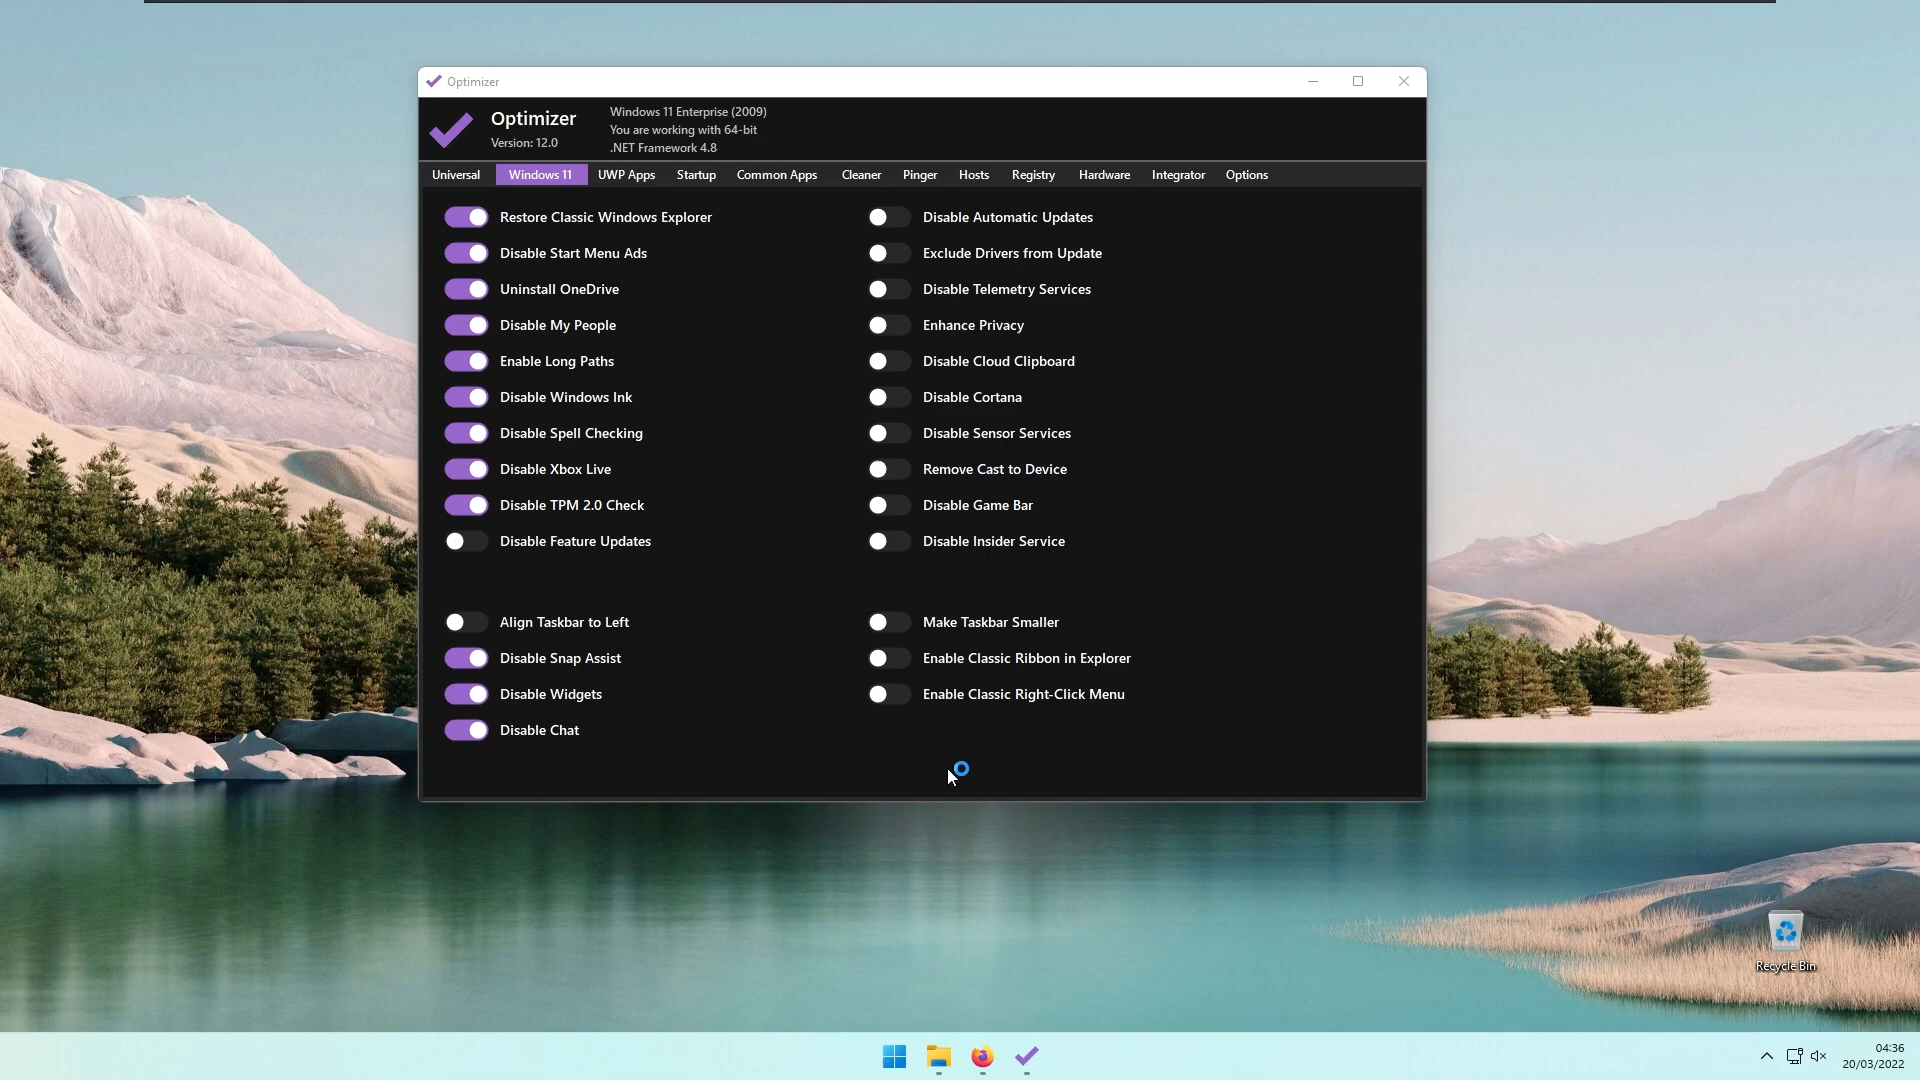 Optimizer
Optimizer
Version: 12.0
Windows 11 Enterprise (2009)
You are working with 64-bit
.NET Framework 4.8
Universal Windows 11 UWP Apps Startup Common Apps Cleaner Pinger Hosts Registry Hardware Integrator Options
Restore Classic Windows Explorer
Disable Start Menu Ads
Uninstall OneDrive
Disable My People
Enable Long Paths
Disable Windows Ink
Disable Spell Checking
Disable Xbox Live
Disable TPM 2.0 Check
Disable Feature Updates
Disable Automatic Updates
Exclude Drivers from Update
Disable Telemetry Services
Enhance Privacy
Disable Cloud Clipboard
Disable Cortana
Disable Sensor Services
Remove Cast to Device
Disable Game Bar
Disable Insider Service
Align Taskbar to Left
Disable Snap Assist
Disable Widgets
Disable Chat
Make Taskbar Smaller
Enable Classic Ribbon in Explorer
Enable Classic Right-Click Menu
Recycle Bin
04:36
20/03/2022